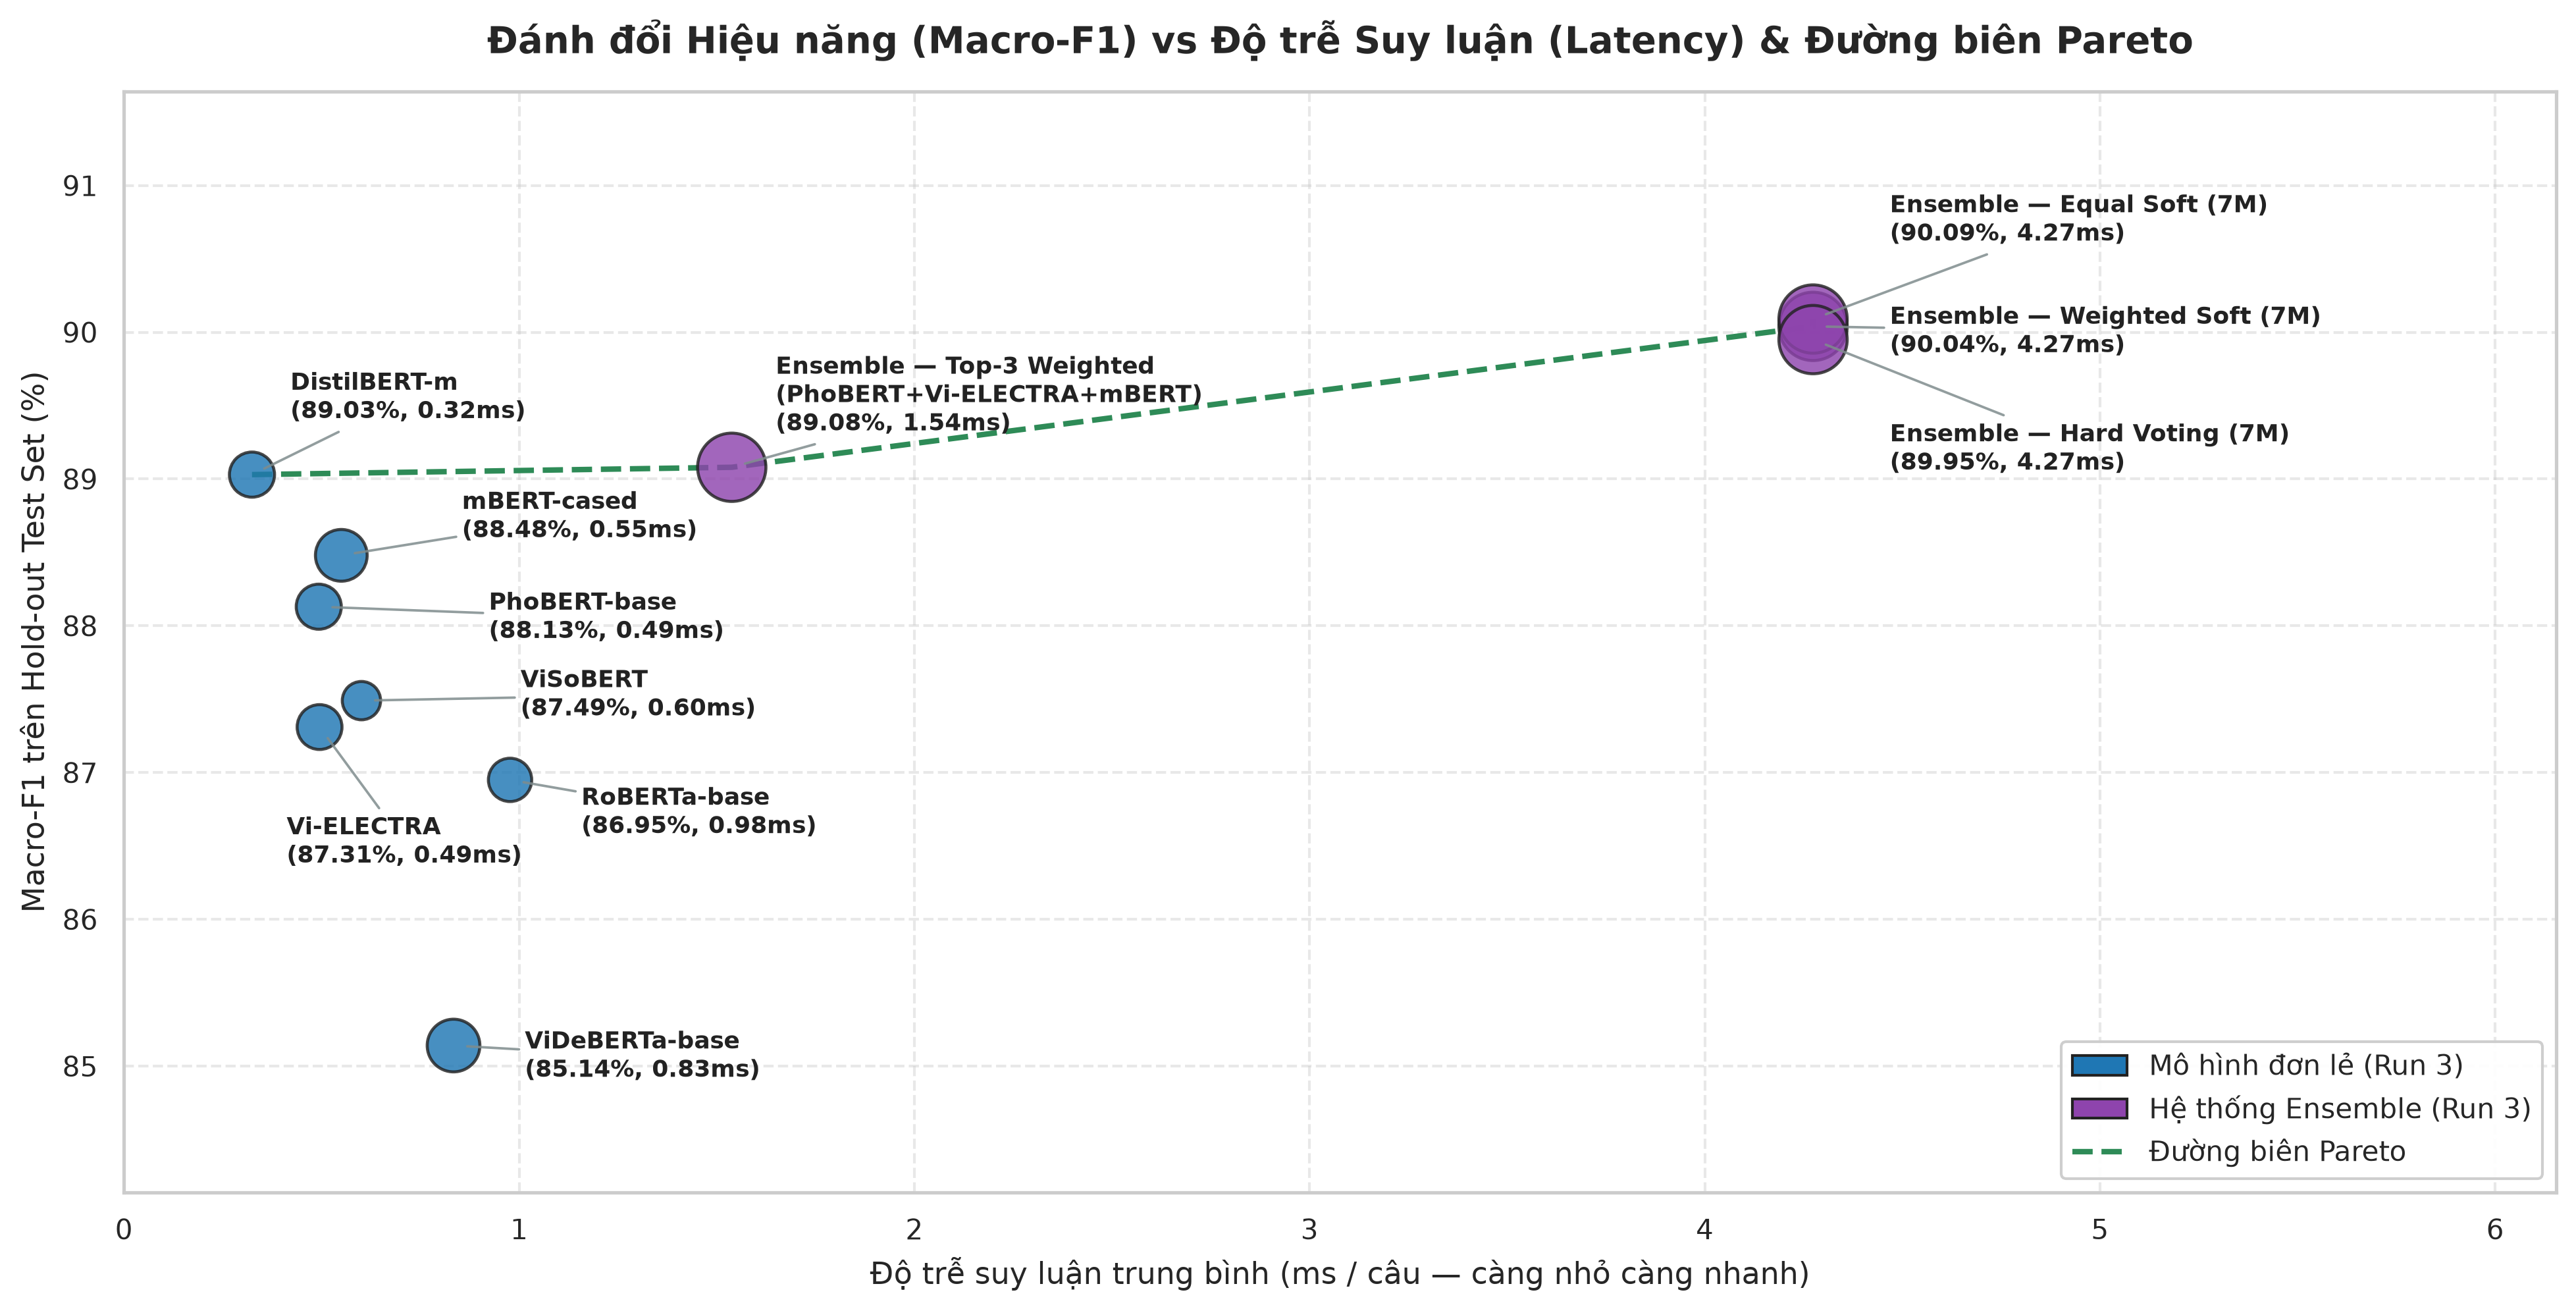 Đánh đổi Hiệu năng (Macro-F1) vs Độ trễ Suy luận (Latency) & Đường biên Pareto
Macro-F1 trên Hold-out Test Set (%)
91
90
89
88
87
86
85
Ensemble — Equal Soft (7M)
(90.09%, 4.27ms)
Ensemble — Weighted Soft (7M)
(90.04%, 4.27ms)
Ensemble — Hard Voting (7M)
(89.95%, 4.27ms)
Ensemble — Top-3 Weighted
(PhoBERT+Vi-ELECTRA+mBERT)
(89.08%, 1.54ms)
DistilBERT-m
(89.03%, 0.32ms)
mBERT-cased
(88.48%, 0.55ms)
PhoBERT-base
(88.13%, 0.49ms)
ViSoBERT
(87.49%, 0.60ms)
RoBERTa-base
(86.95%, 0.98ms)
Vi-ELECTRA
(87.31%, 0.49ms)
ViDeBERTa-base
(85.14%, 0.83ms)
Mô hình đơn lẻ (Run 3)
Hệ thống Ensemble (Run 3)
Đường biên Pareto
0 1 2 3 4 5 6
Độ trễ suy luận trung bình (ms / câu — càng nhỏ càng nhanh)